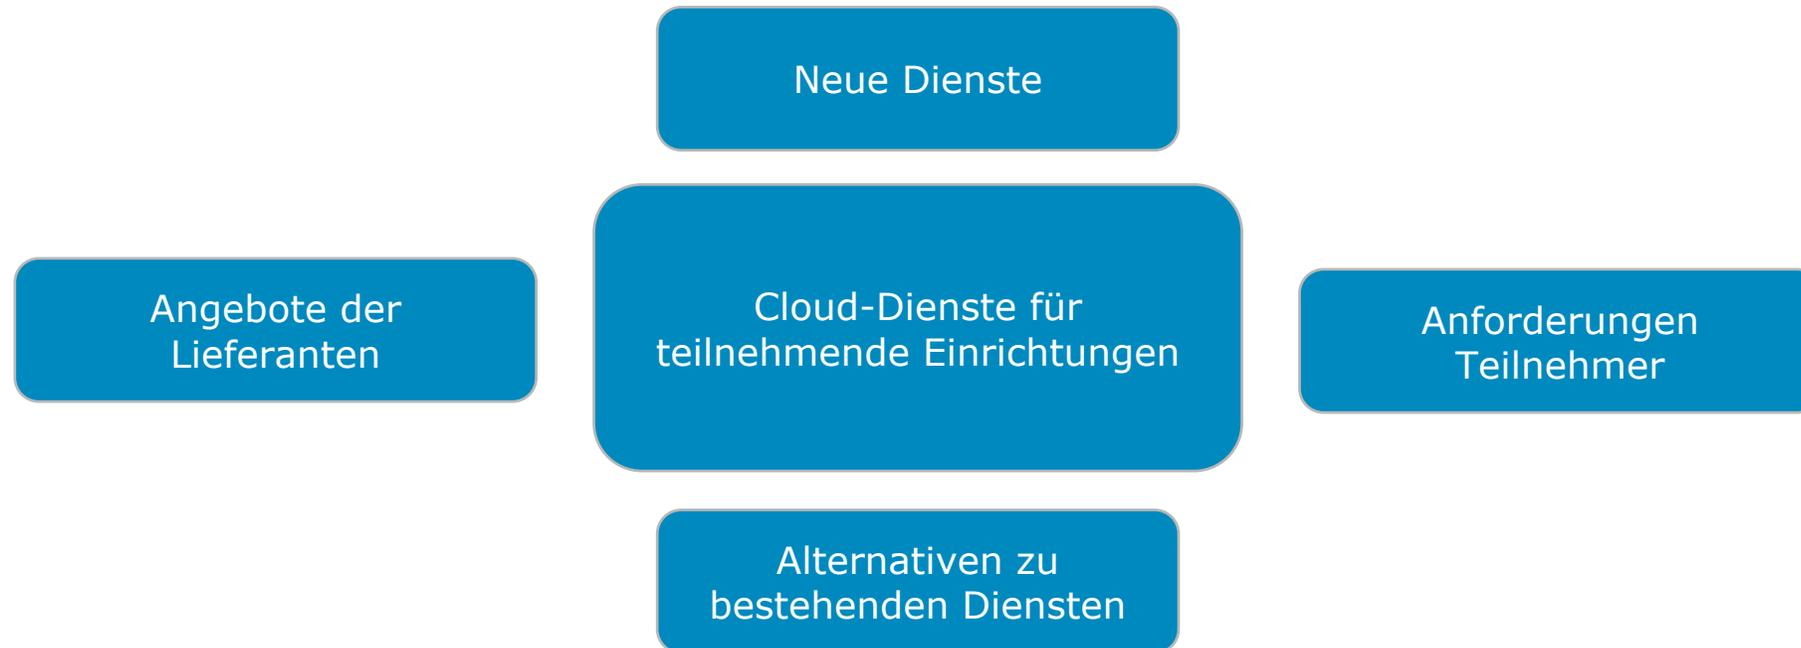 Neue Dienste
Angebote der
Lieferanten
Cloud-Dienste für
teilnehmende Einrichtungen
Anforderungen
Teilnehmer
Alternativen zu
bestehenden Diensten